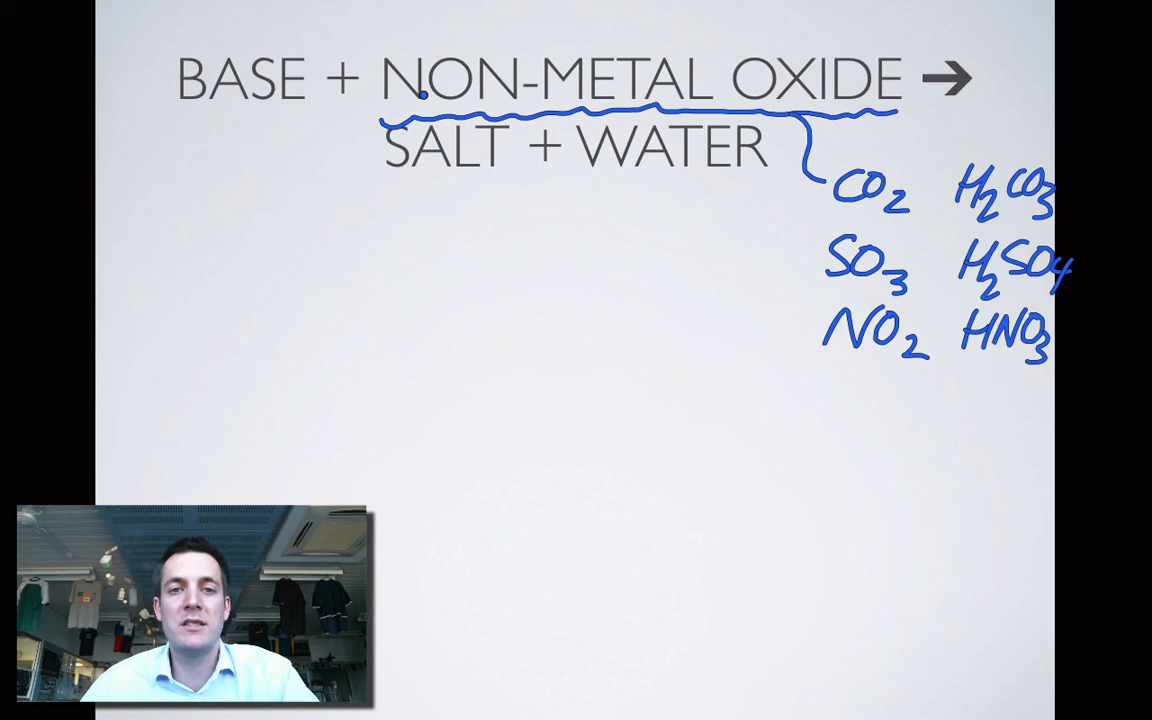 BASE + NON-METAL OXIDE ➔
SALT + WATER
CO₂ H₂CO₃
SO₃ H₂SO₄
NO₂ HNO₃